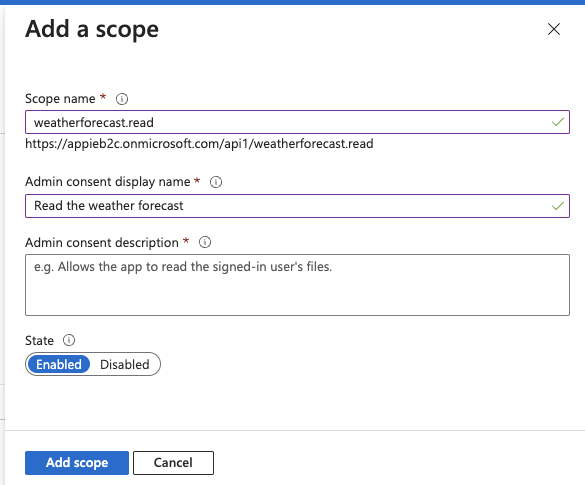 Add a scope
Scope name *
weatherforecast.read
https://appieb2c.onmicrosoft.com/api1/weatherforecast.read
Admin consent display name *
Read the weather forecast
Admin consent description *
e.g. Allows the app to read the signed-in user's files.
State
Enabled Disabled
Add scope Cancel